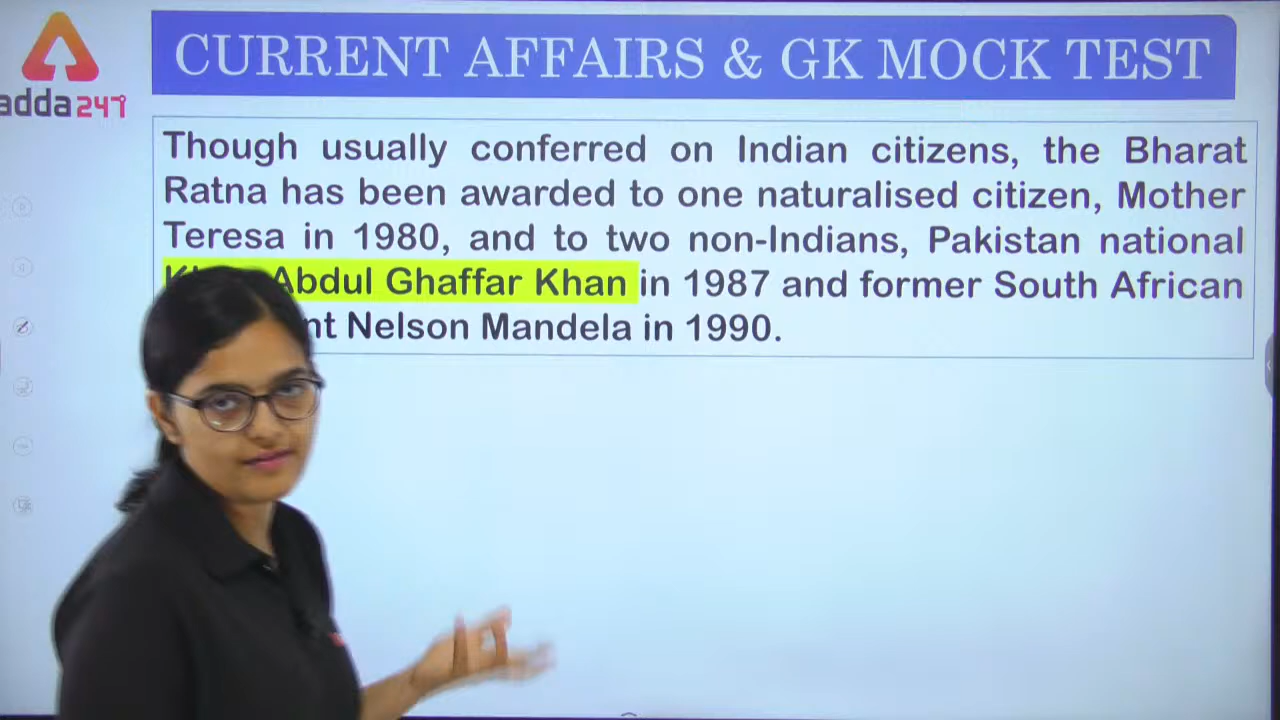 adda247
CURRENT AFFAIRS & GK MOCK TEST
Though usually conferred on Indian citizens, the Bharat
Ratna has been awarded to one naturalised citizen, Mother
Teresa in 1980, and to two non-Indians, Pakistan national
Abdul Ghaffar Khan in 1987 and former South African
Nelson Mandela in 1990.